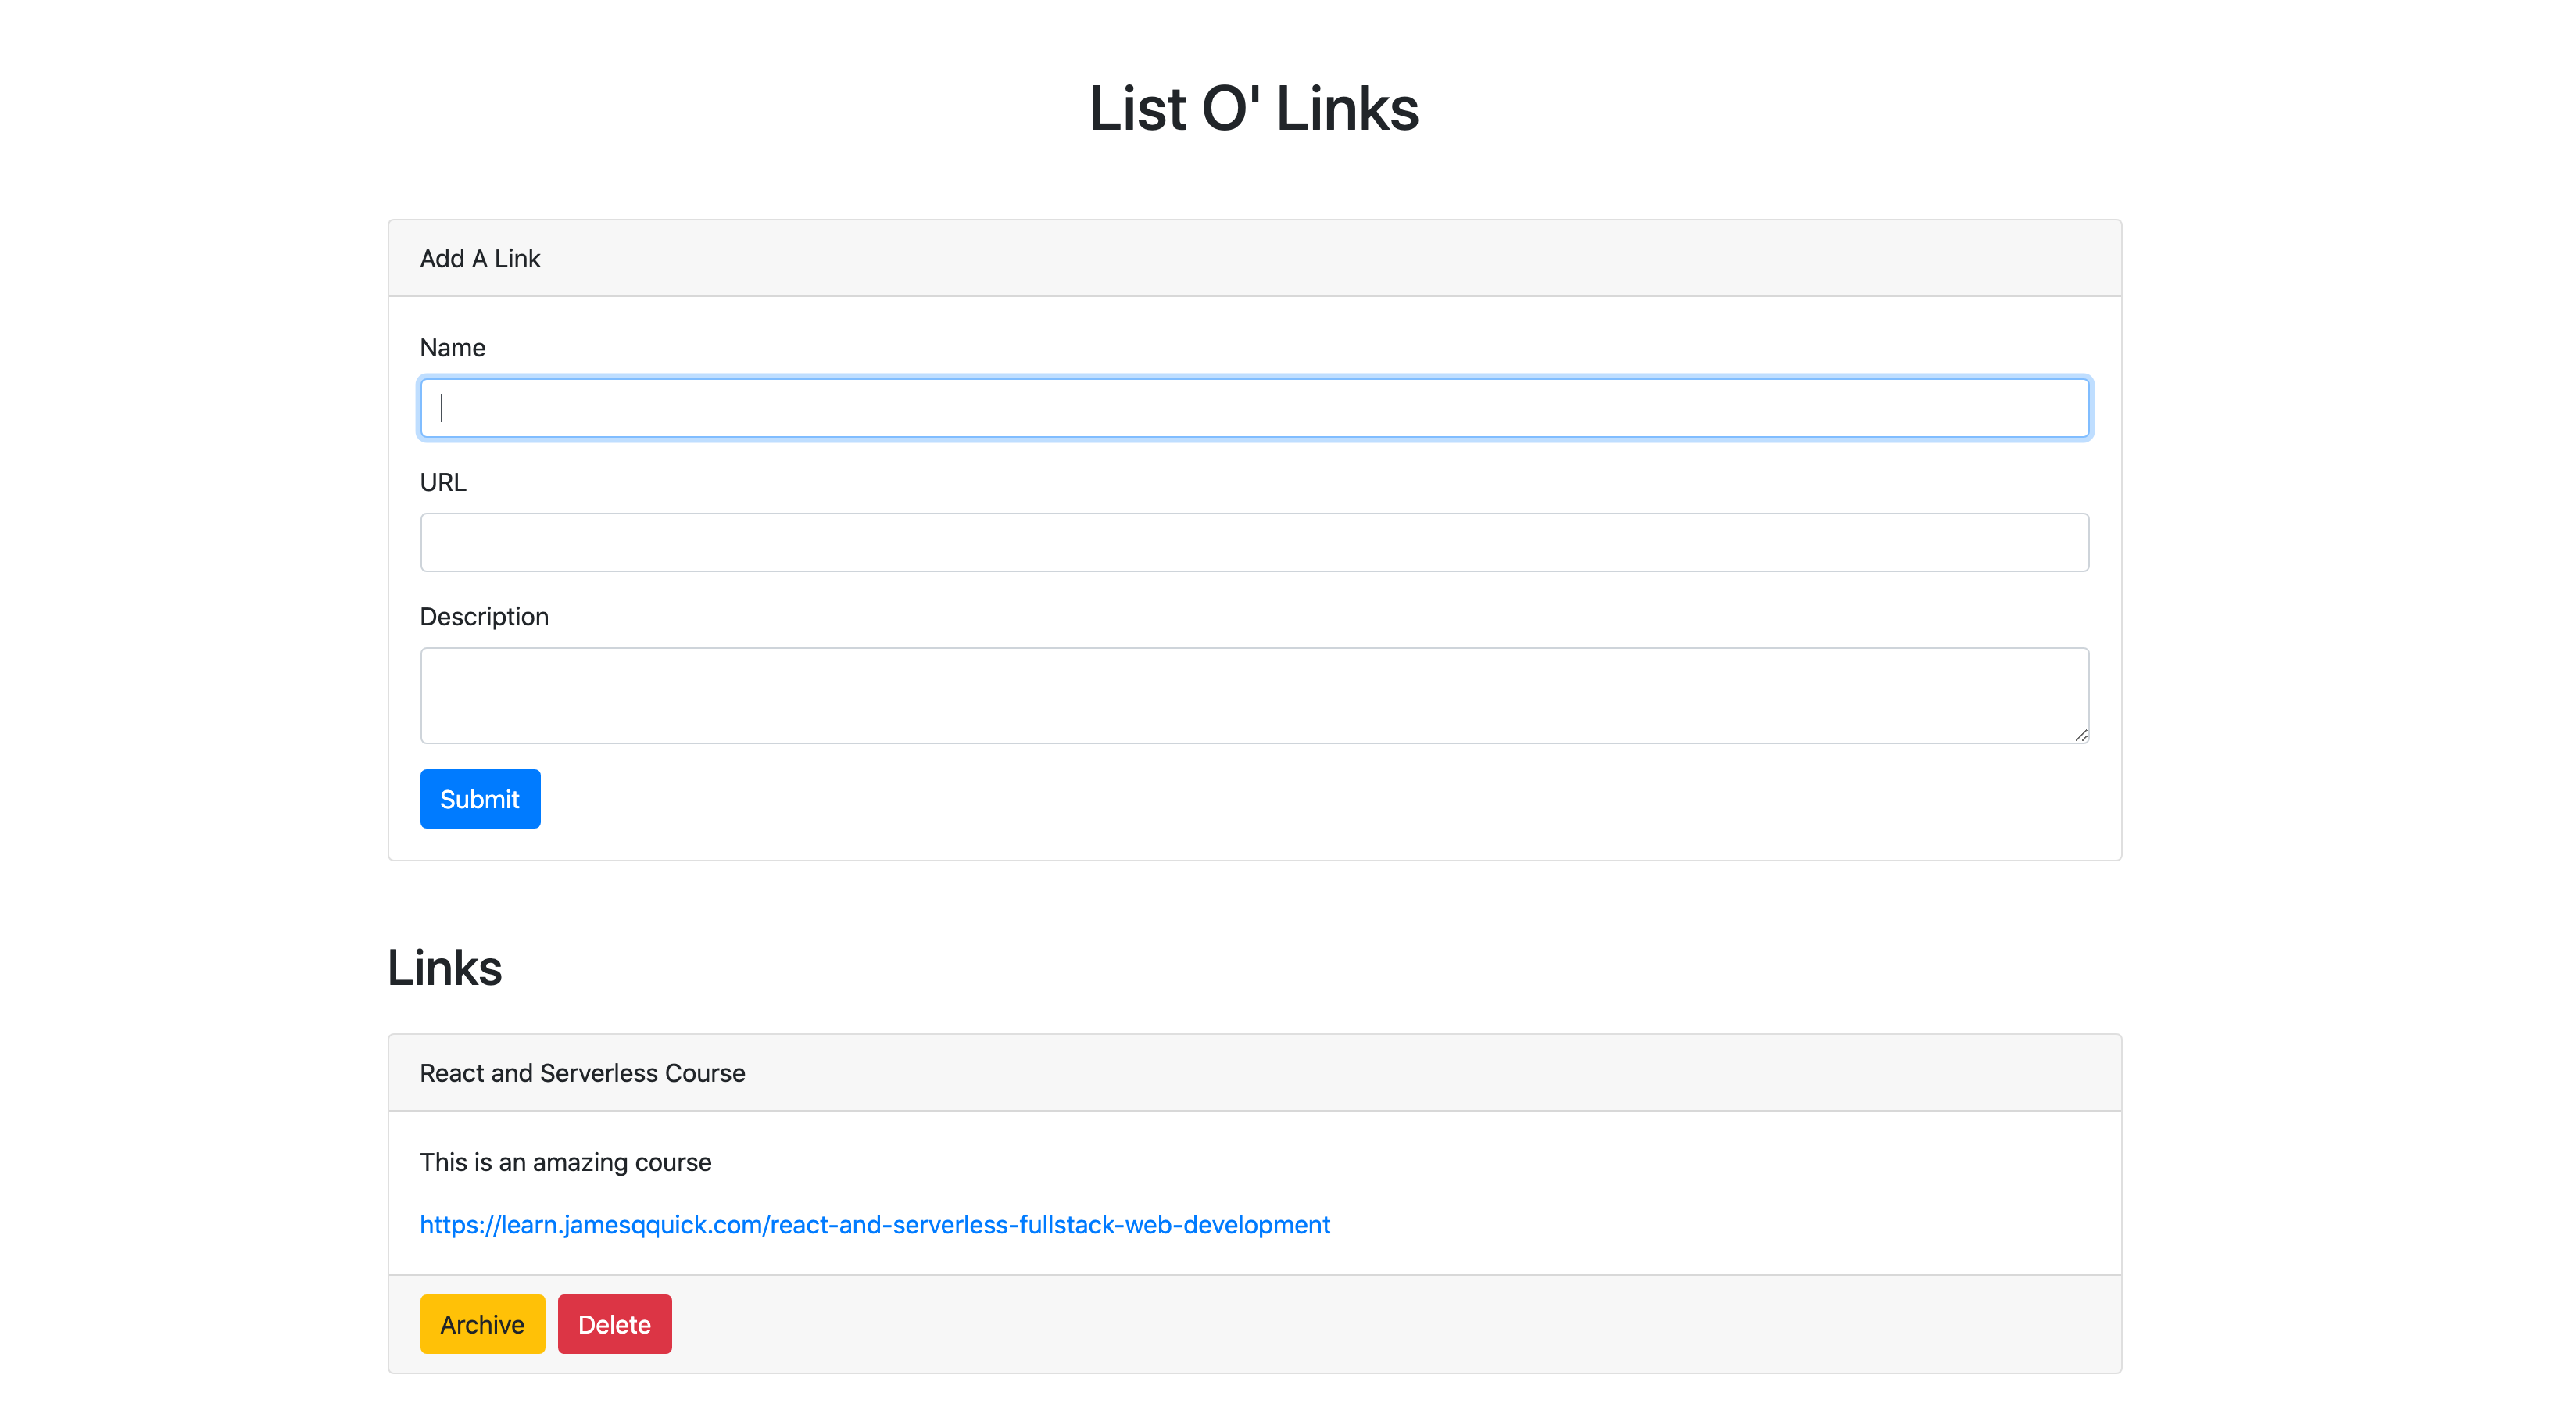 List O' Links
Add A Link
Name
URL
Description
Submit
Links
React and Serverless Course
This is an amazing course
https://learn.jamesqquick.com/react-and-serverless-fullstack-web-development
Archive Delete